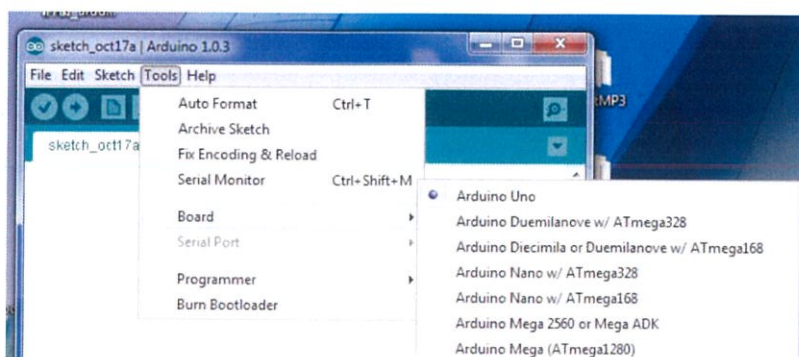 sketch_oct17a | Arduino 1.0.3
File Edit Sketch Tools Help
sketch_oct17a
Auto Format Ctrl+T
Archive Sketch
Fix Encoding & Reload
Serial Monitor Ctrl+Shift+M
Board
Serial Port
Programmer
Burn Bootloader
tMP3
Arduino Uno
Arduino Duemilanove w/ ATmega328
Arduino Diecimila or Duemilanove w/ ATmega168
Arduino Nano w/ ATmega328
Arduino Nano w/ ATmega168
Arduino Mega 2560 or Mega ADK
Arduino Mega (ATmega1280)